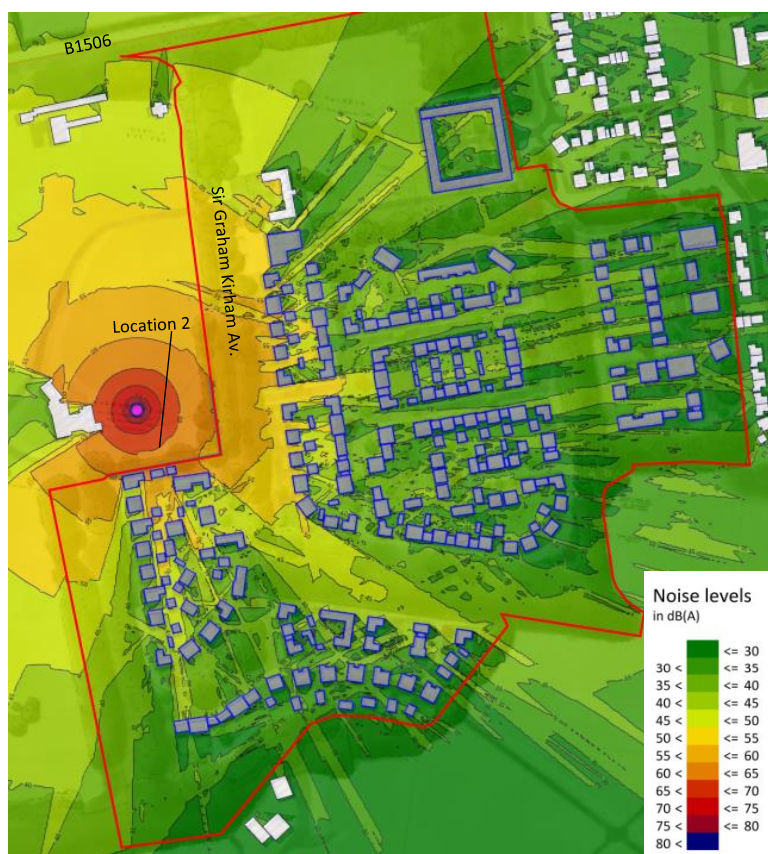 B1506
Sir Graham Kirham Av.
Location 2
Noise levels
in dB(A)
<= 30
30 < <= 35
35 < <= 40
40 < <= 45
45 < <= 50
50 < <= 55
55 < <= 60
60 < <= 65
65 < <= 70
70 < <= 75
75 < <= 80
80 <